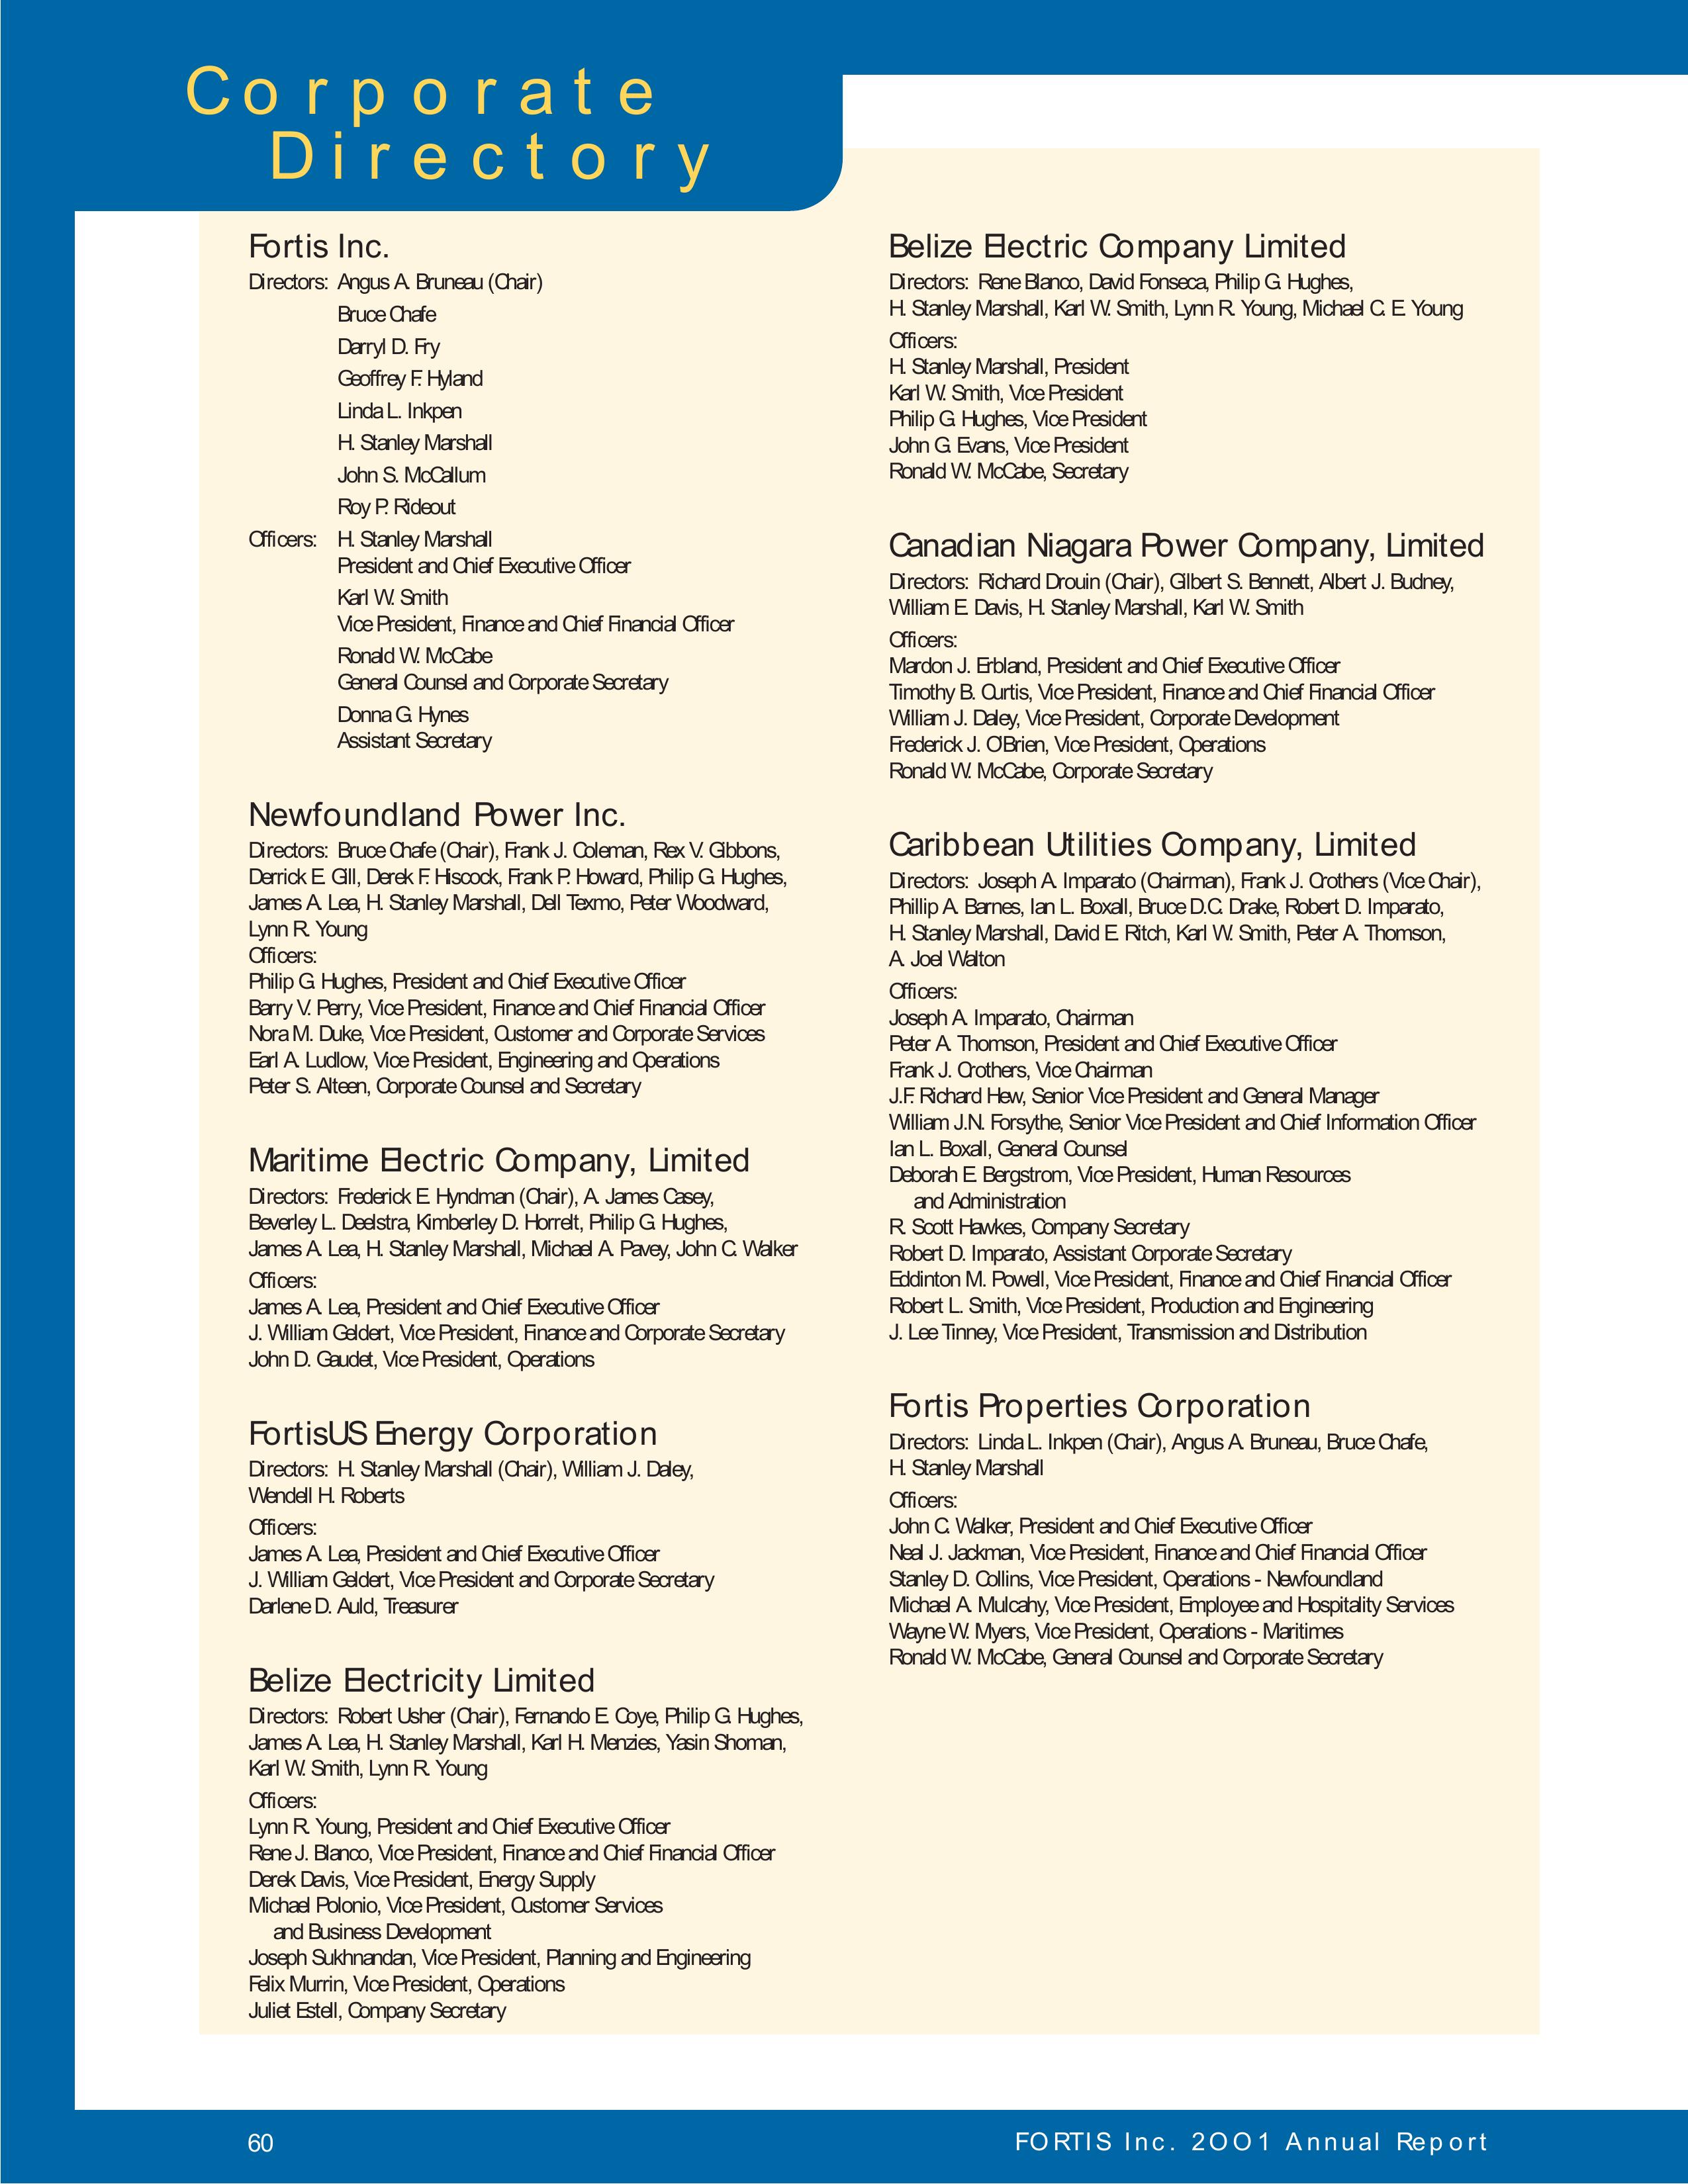 Corporate
Directory
Fortis Inc.
Directors: Angus A. Bruneau (Chair)
Bruce Chafe
Darryl D. Fry
Geoffrey F. Hyland
Linda L. Inkpen
H. Stanley Marshall
John S. McCallum
Roy P. Rideout
Officers: H. Stanley Marshall
President and Chief Executive Officer
Karl W. Smith
Vice President, Finance and Chief Financial Officer
Ronald W. McCabe
General Counsel and Corporate Secretary
Donna G. Hynes
Assistant Secretary
Newfoundland Power Inc.
Directors: Bruce Chafe (Chair), Frank J. Coleman, Rex V. Gibbons,
Derrick E. Gill, Derek F. Hiscock, Frank P. Howard, Philip G. Hughes,
James A. Lea, H. Stanley Marshall, Dell Texmo, Peter Woodward,
Lynn R. Young
Officers:
Philip G. Hughes, President and Chief Executive Officer
Barry V. Perry, Vice President, Finance and Chief Financial Officer
Nora M. Duke, Vice President, Customer and Corporate Services
Earl A. Ludlow, Vice President, Engineering and Operations
Peter S. Alteen, Corporate Counsel and Secretary
Maritime Electric Company, Limited
Directors: Frederick E. Hyndman (Chair), A. James Casey,
Beverley L. Deelstra, Kimberley D. Horrelt, Philip G. Hughes,
James A. Lea, H. Stanley Marshall, Michael A. Pavey, John C. Walker
Officers:
James A. Lea, President and Chief Executive Officer
J. William Geldert, Vice President, Finance and Corporate Secretary
John D. Gaudet, Vice President, Operations
FortisUS Energy Corporation
Directors: H. Stanley Marshall (Chair), William J. Daley,
Wendell H. Roberts
Officers:
James A. Lea, President and Chief Executive Officer
J. William Geldert, Vice President and Corporate Secretary
Darlene D. Auld, Treasurer
Belize Electricity Limited
Directors: Robert Usher (Chair), Fernando E. Coye, Philip G. Hughes,
James A. Lea, H. Stanley Marshall, Karl H. Menzies, Yasin Shoman,
Karl W. Smith, Lynn R. Young
Officers:
Lynn R. Young, President and Chief Executive Officer
Rene J. Blanco, Vice President, Finance and Chief Financial Officer
Derek Davis, Vice President, Energy Supply
Michael Polonio, Vice President, Customer Services
and Business Development
Joseph Sukhnandan, Vice President, Planning and Engineering
Felix Murrin, Vice President, Operations
Juliet Estell, Company Secretary
Belize Electric Company Limited
Directors: Rene Blanco, David Fonseca, Philip G. Hughes,
H. Stanley Marshall, Karl W. Smith, Lynn R. Young, Michael C. E. Young
Officers:
H. Stanley Marshall, President
Karl W. Smith, Vice President
Philip G. Hughes, Vice President
John G. Evans, Vice President
Ronald W. McCabe, Secretary
Canadian Niagara Power Company, Limited
Directors: Richard Drouin (Chair), Gilbert S. Bennett, Albert J. Budney,
William E. Davis, H. Stanley Marshall, Karl W. Smith
Officers:
Mardon J. Erbland, President and Chief Executive Officer
Timothy B. Curtis, Vice President, Finance and Chief Financial Officer
William J. Daley, Vice President, Corporate Development
Frederick J. O'Brien, Vice President, Operations
Ronald W. McCabe, Corporate Secretary
Caribbean Utilities Company, Limited
Directors: Joseph A. Imparato (Chairman), Frank J. Crothers (Vice Chair),
Phillip A. Barnes, Ian L. Boxall, Bruce D.C. Drake, Robert D. Imparato,
H. Stanley Marshall, David E. Ritch, Karl W. Smith, Peter A. Thomson,
A. Joel Walton
Officers:
Joseph A. Imparato, Chairman
Peter A. Thomson, President and Chief Executive Officer
Frank J. Crothers, Vice Chairman
J.F. Richard Hew, Senior Vice President and General Manager
William J.N. Forsythe, Senior Vice President and Chief Information Officer
Ian L. Boxall, General Counsel
Deborah E. Bergstrom, Vice President, Human Resources
and Administration
R. Scott Hawkes, Company Secretary
Robert D. Imparato, Assistant Corporate Secretary
Eddinton M. Powell, Vice President, Finance and Chief Financial Officer
Robert L. Smith, Vice President, Production and Engineering
J. Lee Tinney, Vice President, Transmission and Distribution
Fortis Properties Corporation
Directors: Linda L. Inkpen (Chair), Angus A. Bruneau, Bruce Chafe,
H. Stanley Marshall
Officers:
John C. Walker, President and Chief Executive Officer
Neal J. Jackman, Vice President, Finance and Chief Financial Officer
Stanley D. Collins, Vice President, Operations - Newfoundland
Michael A. Mulcahy, Vice President, Employee and Hospitality Services
Wayne W. Myers, Vice President, Operations - Maritimes
Ronald W. McCabe, General Counsel and Corporate Secretary
60
FORTIS Inc. 2OO1 Annual Report